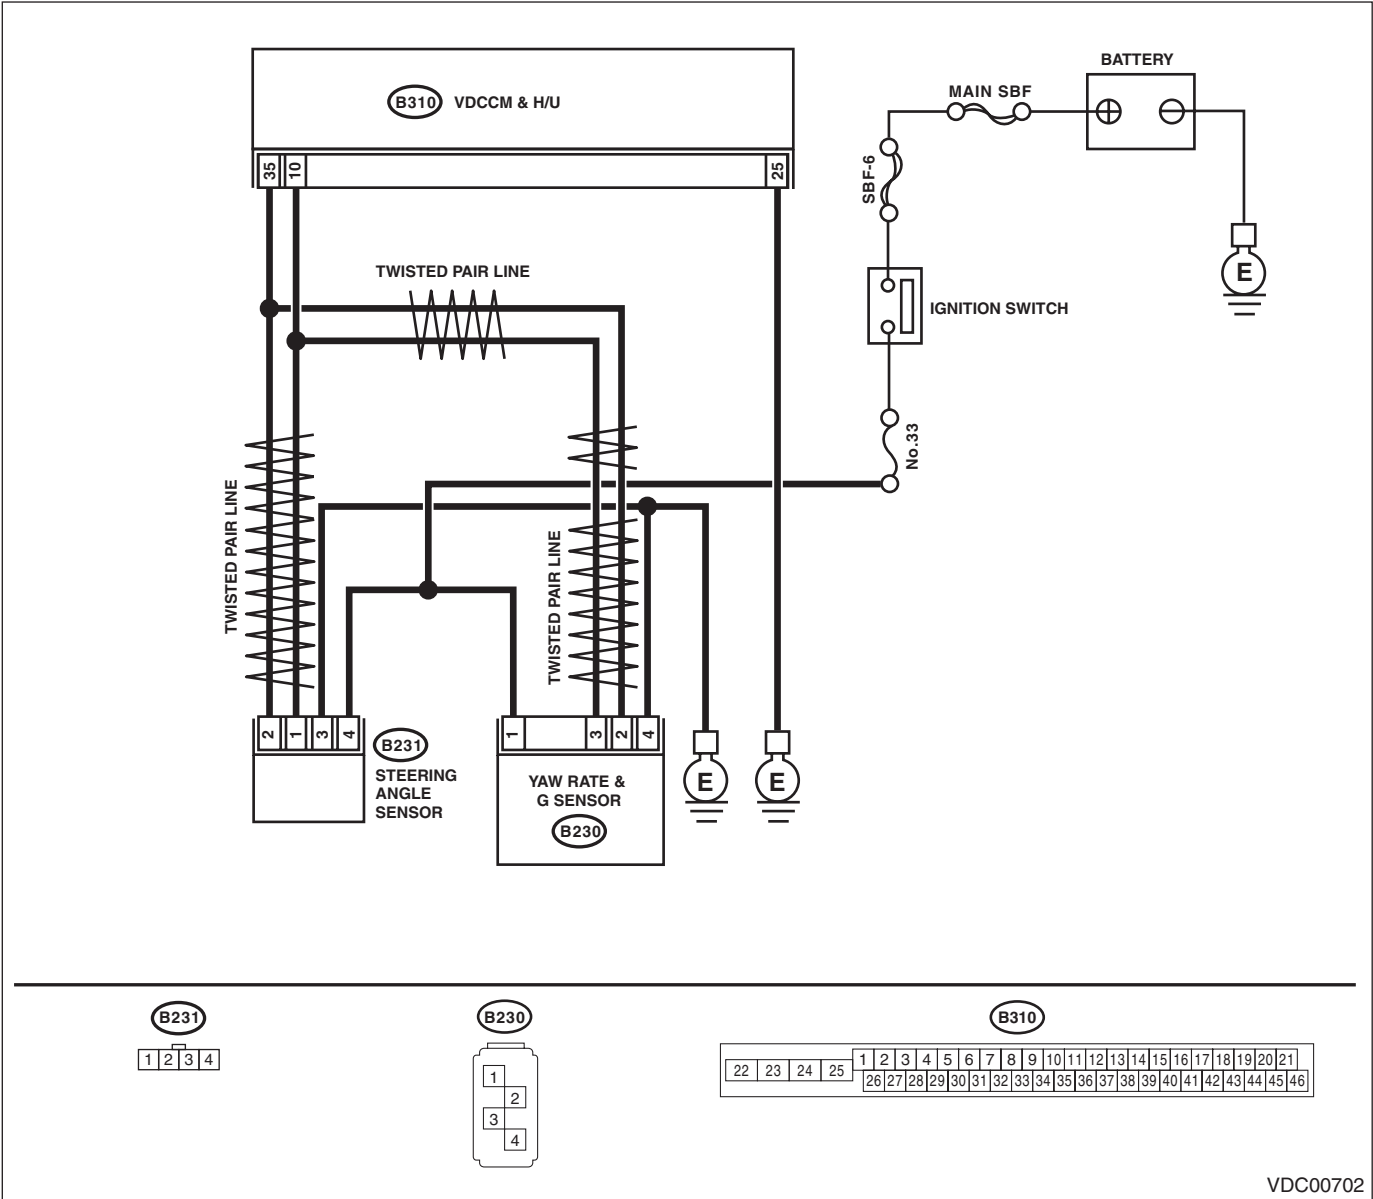 BATTERY
MAIN SBF
B310 VDCCM & H/U
SBF-6
35 10 25
TWISTED PAIR LINE
E
IGNITION SWITCH
No.33
TWISTED PAIR LINE
TWISTED PAIR LINE
2 1 3 4
B231
STEERING
ANGLE
SENSOR
1 3 2 4
YAW RATE &
G SENSOR
B230
E E
B231
1 2 3 4
B230
1
2
3
4
B310
1 2 3 4 5 6 7 8 9 10 11 12 13 14 15 16 17 18 19 20 21
22 23 24 25
26 27 28 29 30 31 32 33 34 35 36 37 38 39 40 41 42 43 44 45 46
VDC00702